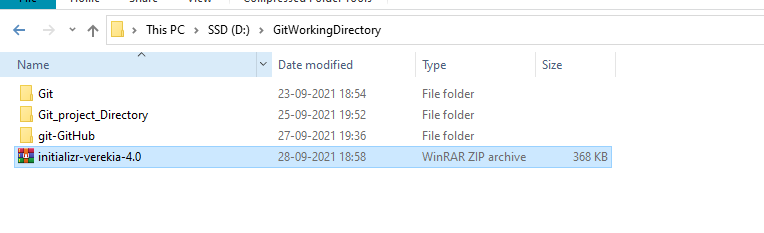 File Home Share View Compressed Folder Tools
This PC > SSD (D:) > GitWorkingDirectory
Name Date modified Type Size
Git 23-09-2021 18:54 File folder
Git_project_Directory 25-09-2021 19:52 File folder
git-GitHub 27-09-2021 19:36 File folder
initializr-verekia-4.0 28-09-2021 18:58 WinRAR ZIP archive 368 KB